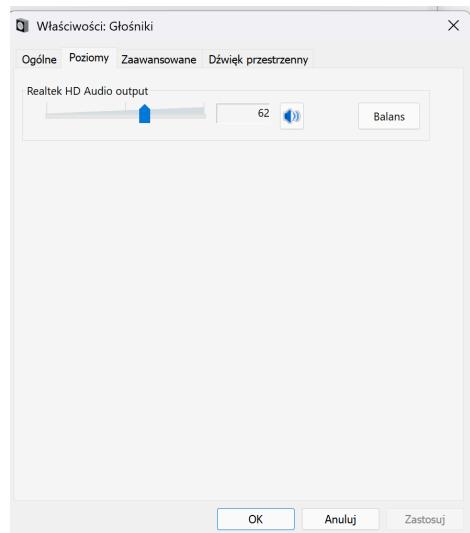 Właściwości: Głośniki
Ogólne Poziomy Zaawansowane Dźwięk przestrzenny
Realtek HD Audio output
62 Balans
OK Anuluj Zastosuj